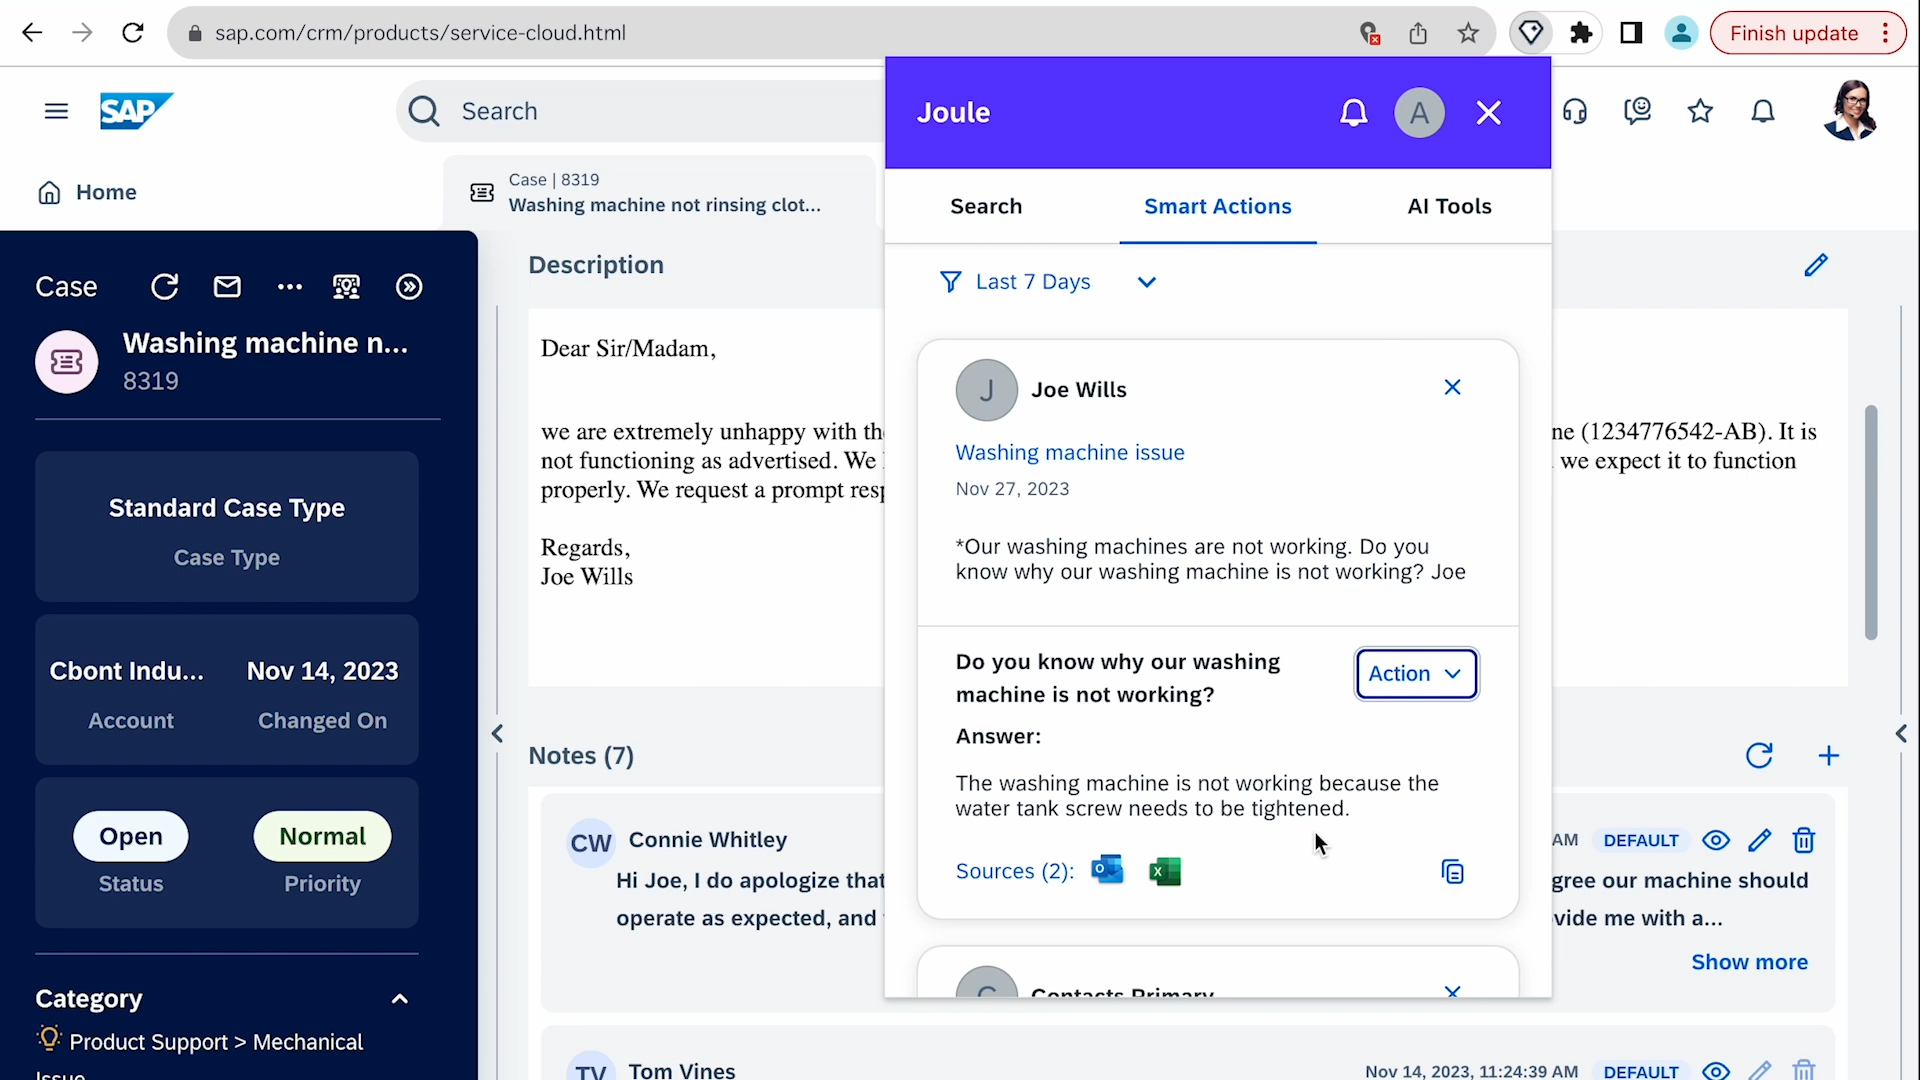 sap.com/crm/products/service-cloud.html
Finish update
SAP
Search
Joule
A
Home
Case | 8319
Washing machine not rinsing clot...
Search
Smart Actions
AI Tools
Case
Washing machine n...
8319
Standard Case Type
Case Type
Cbont Indu...
Account
Nov 14, 2023
Changed On
Open
Status
Normal
Priority
Category
Product Support > Mechanical
Issue
Description
Dear Sir/Madam,
we are extremely unhappy with
ne (1234776542-AB). It is
not functioning as advertised. We
we expect it to function
properly. We request a prompt
Regards,
Joe Wills
Last 7 Days
J
Joe Wills
Washing machine issue
Nov 27, 2023
*Our washing machines are not working. Do you
know why our washing machine is not working? Joe
Do you know why our washing
machine is not working?
Action
Answer:
The washing machine is not working because the
water tank screw needs to be tightened.
Sources (2):
Contacts Primary
Notes (7)
CW
Connie Whitley
AM
DEFAULT
Hi Joe, I do apologize that
gree our machine should
operate as expected, and
vide me with a...
Show more
TV
Tom Vines
Nov 14, 2023, 11:24:39 AM
DEFAULT